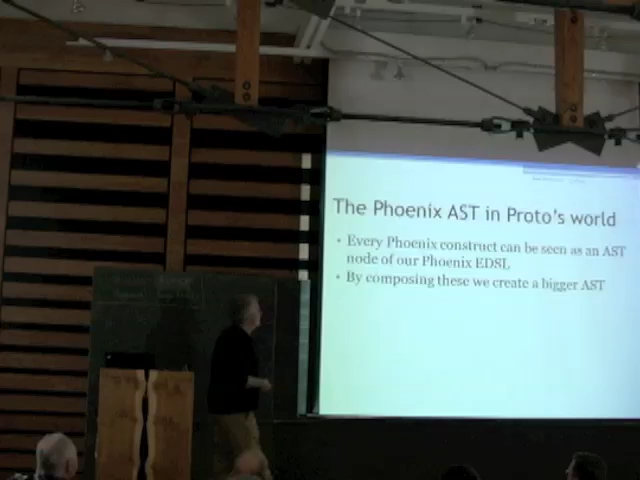 The Phoenix AST in Proto's world
• Every Phoenix construct can be seen as an AST
node of our Phoenix EDSL
• By composing these we create a bigger AST